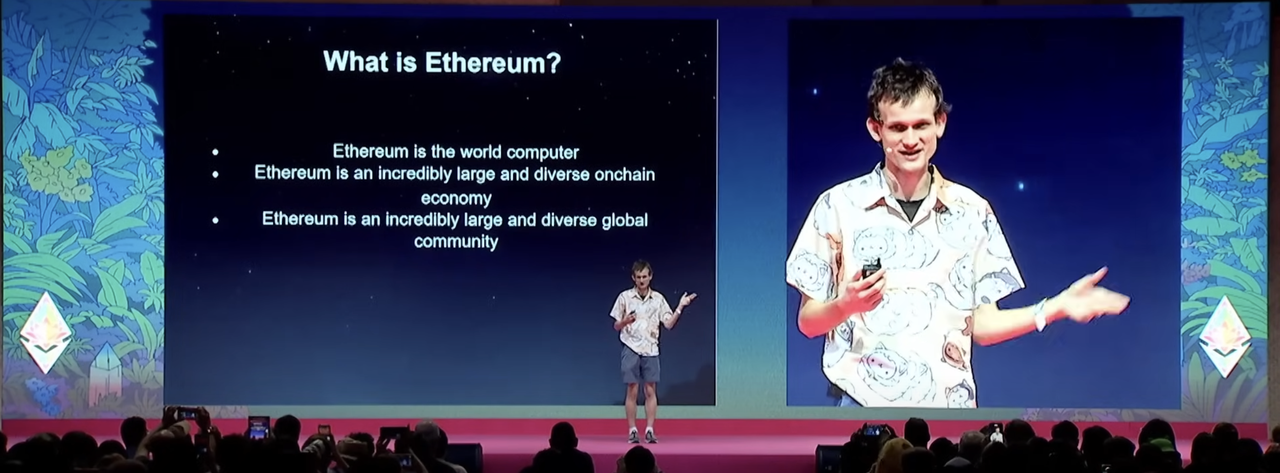 What is Ethereum?
• Ethereum is the world computer
• Ethereum is an incredibly large and diverse onchain
economy
• Ethereum is an incredibly large and diverse global
community